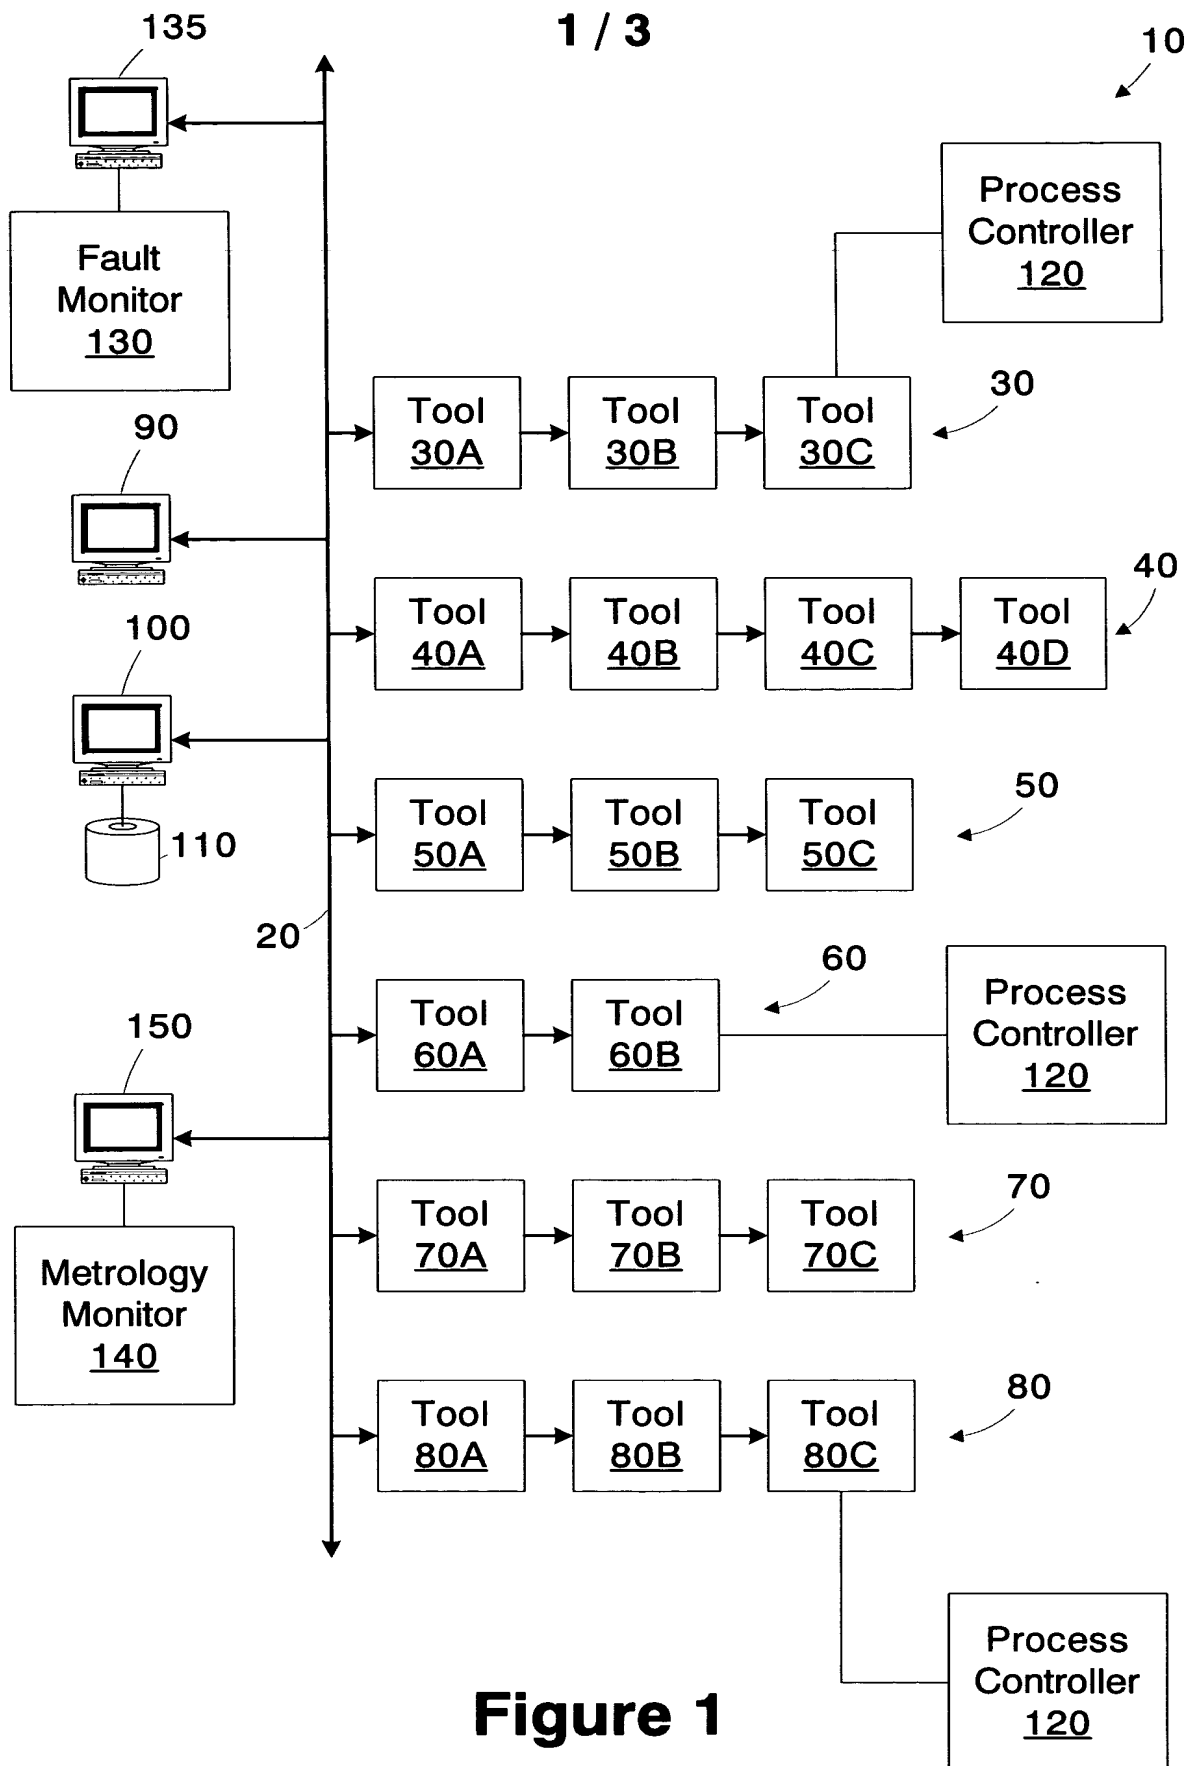 1 / 3
135
10
Process
Controller
120
Fault
Monitor
130
30
Tool
30A
Tool
30B
Tool
30C
90
40
Tool
40A
Tool
40B
Tool
40C
Tool
40D
100
50
Tool
50A
Tool
50B
Tool
50C
110
20
60
Tool
60A
Tool
60B
Process
Controller
120
150
70
Tool
70A
Tool
70B
Tool
70C
Metrology
Monitor
140
80
Tool
80A
Tool
80B
Tool
80C
Process
Controller
120
Figure 1